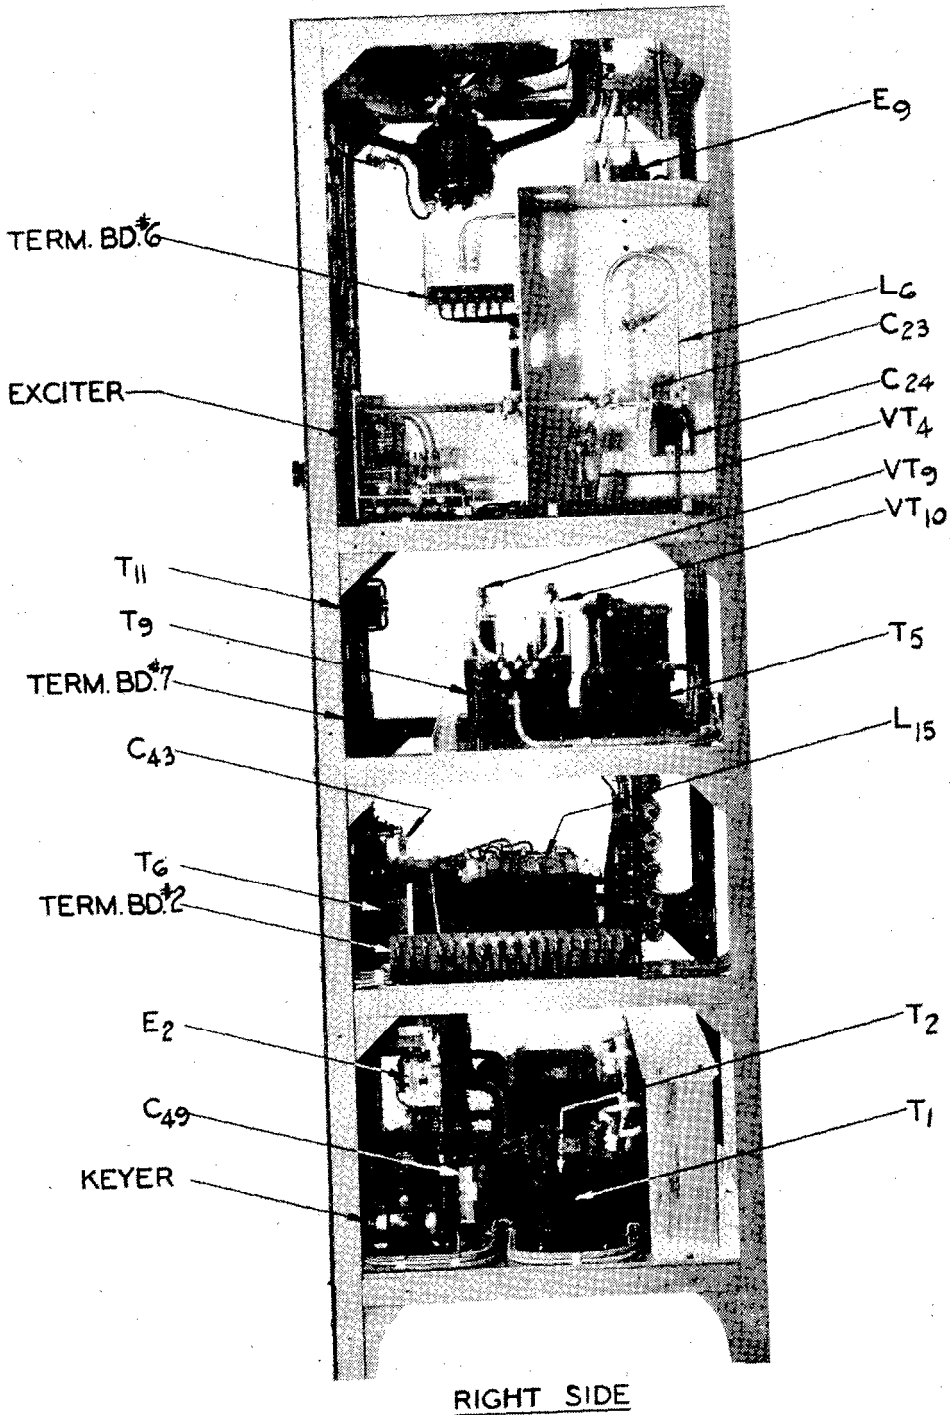 E9
TERM. BD. #6
L6
C23
EXCITER
C24
VT4
VT9
VT10
T11
T9
T5
TERM. BD. #7
L15
C43
T6
TERM. BD. #2
E2
T2
C49
T1
KEYER
RIGHT SIDE